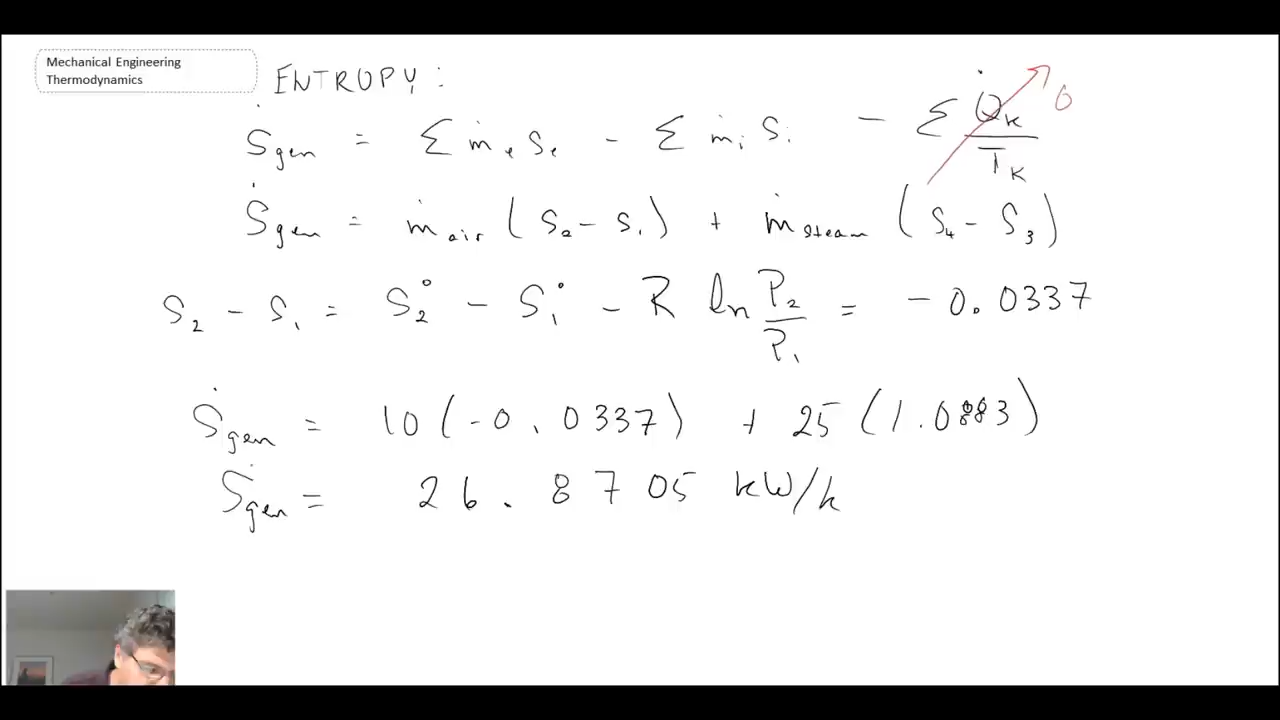 Mechanical Engineering
Thermodynamics
ENTROPY:
Ṡgen = Σ ṁe Se - Σ ṁi Si - Σ Q̇K/TK 0
Ṡgen = ṁair (S2 - S1) + ṁsteam (S4 - S3)
S2 - S1 = S2° - S1° - R ln P2/P1 = -0.0337
Ṡgen = 10 (-0.0337) + 25 (1.0883)
Ṡgen = 26.8705 kW/k